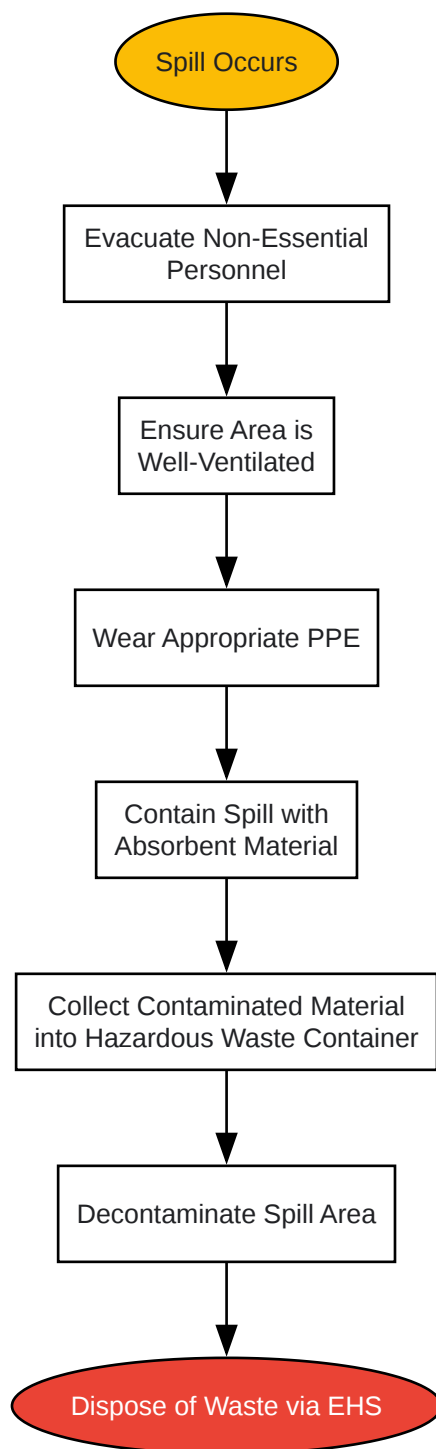 Spill Occurs
Evacuate Non-Essential
Personnel
Ensure Area is
Well-Ventilated
Wear Appropriate PPE
Contain Spill with
Absorbent Material
Collect Contaminated Material
into Hazardous Waste Container
Decontaminate Spill Area
Dispose of Waste via EHS